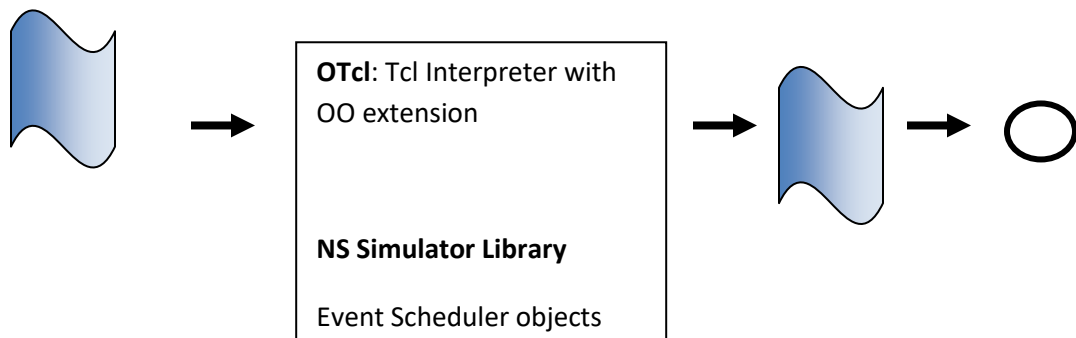 OTcl: Tcl Interpreter with
OO extension
NS Simulator Library
Event Scheduler objects